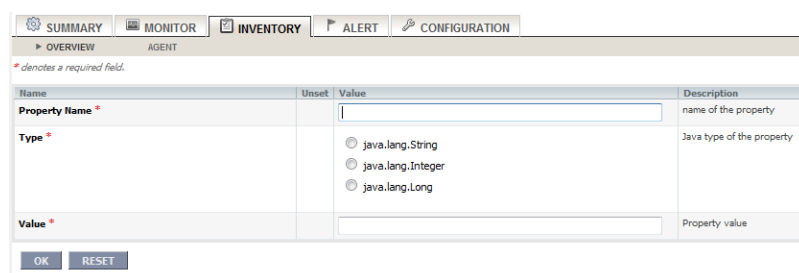 SUMMARY MONITOR INVENTORY ALERT CONFIGURATION
OVERVIEW AGENT
* denotes a required field.
Name Unset Value Description
Property Name * name of the property
Type * java.lang.String Java type of the property
java.lang.Integer
java.lang.Long
Value * Property value
OK RESET